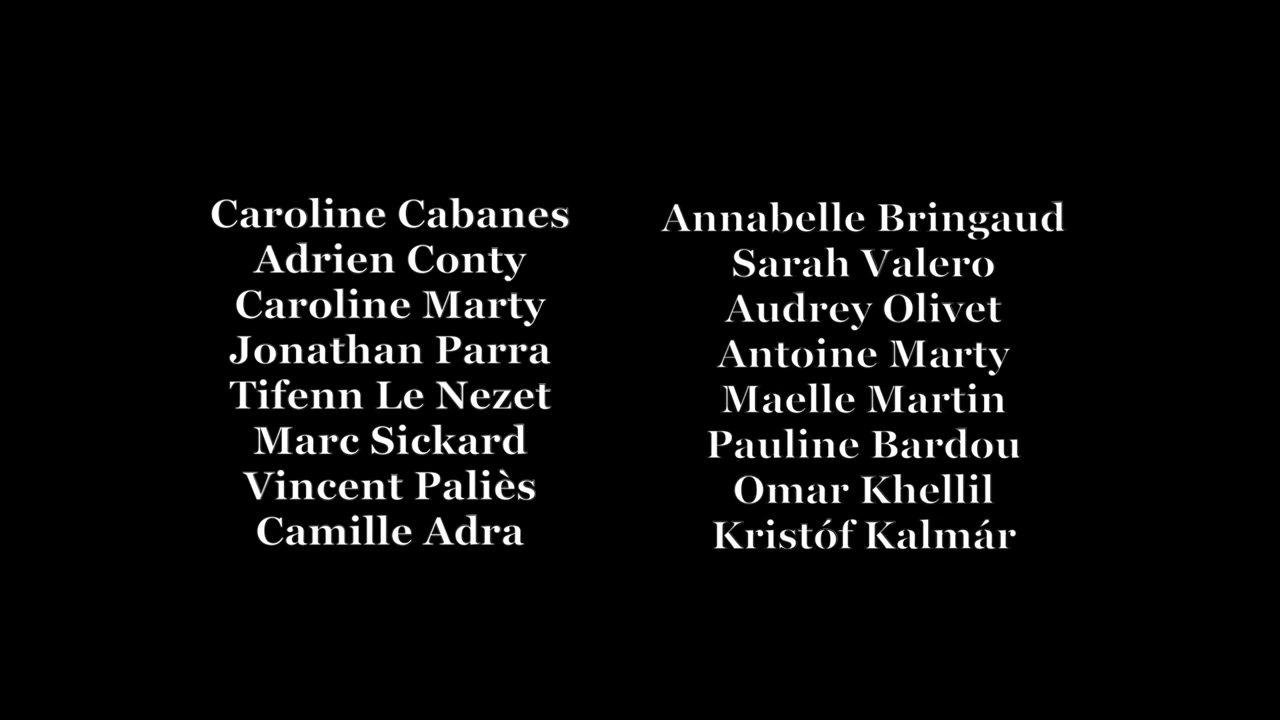 Caroline Cabanes
Adrien Conty
Caroline Marty
Jonathan Parra
Tifenn Le Nezet
Marc Sickard
Vincent Paliès
Camille Adra
Annabelle Bringaud
Sarah Valero
Audrey Olivet
Antoine Marty
Maelle Martin
Pauline Bardou
Omar Khellil
Kristóf Kalmár